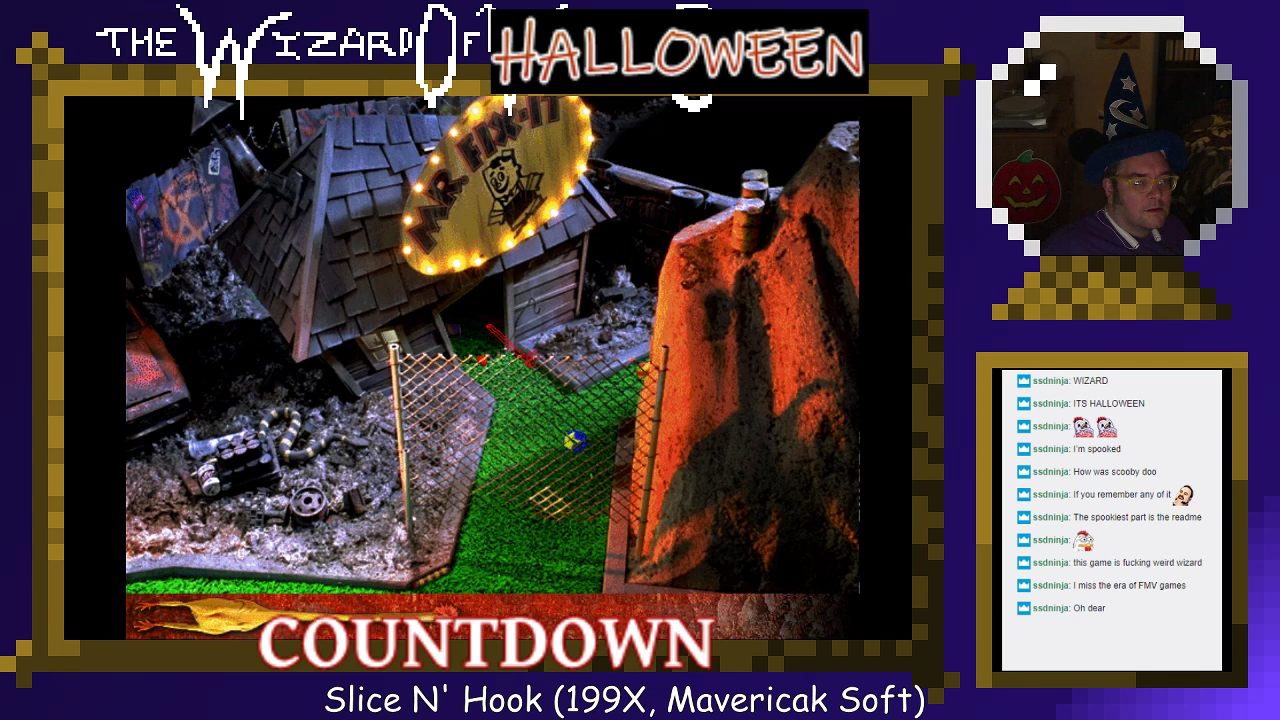 THE WIZARD OF
HALLOWEEN
MR. FIX-IT
ssdninja: WIZARD
ssdninja: ITS HALLOWEEN
ssdninja:
ssdninja: I'm spooked
ssdninja: How was scooby doo
ssdninja: If you remember any of it
ssdninja: The spookiest part is the readme
ssdninja:
ssdninja: this game is fucking weird wizard
ssdninja: I miss the era of FMV games
ssdninja: Oh dear
COUNTDOWN
Slice N' Hook (199X, Mavericak Soft)